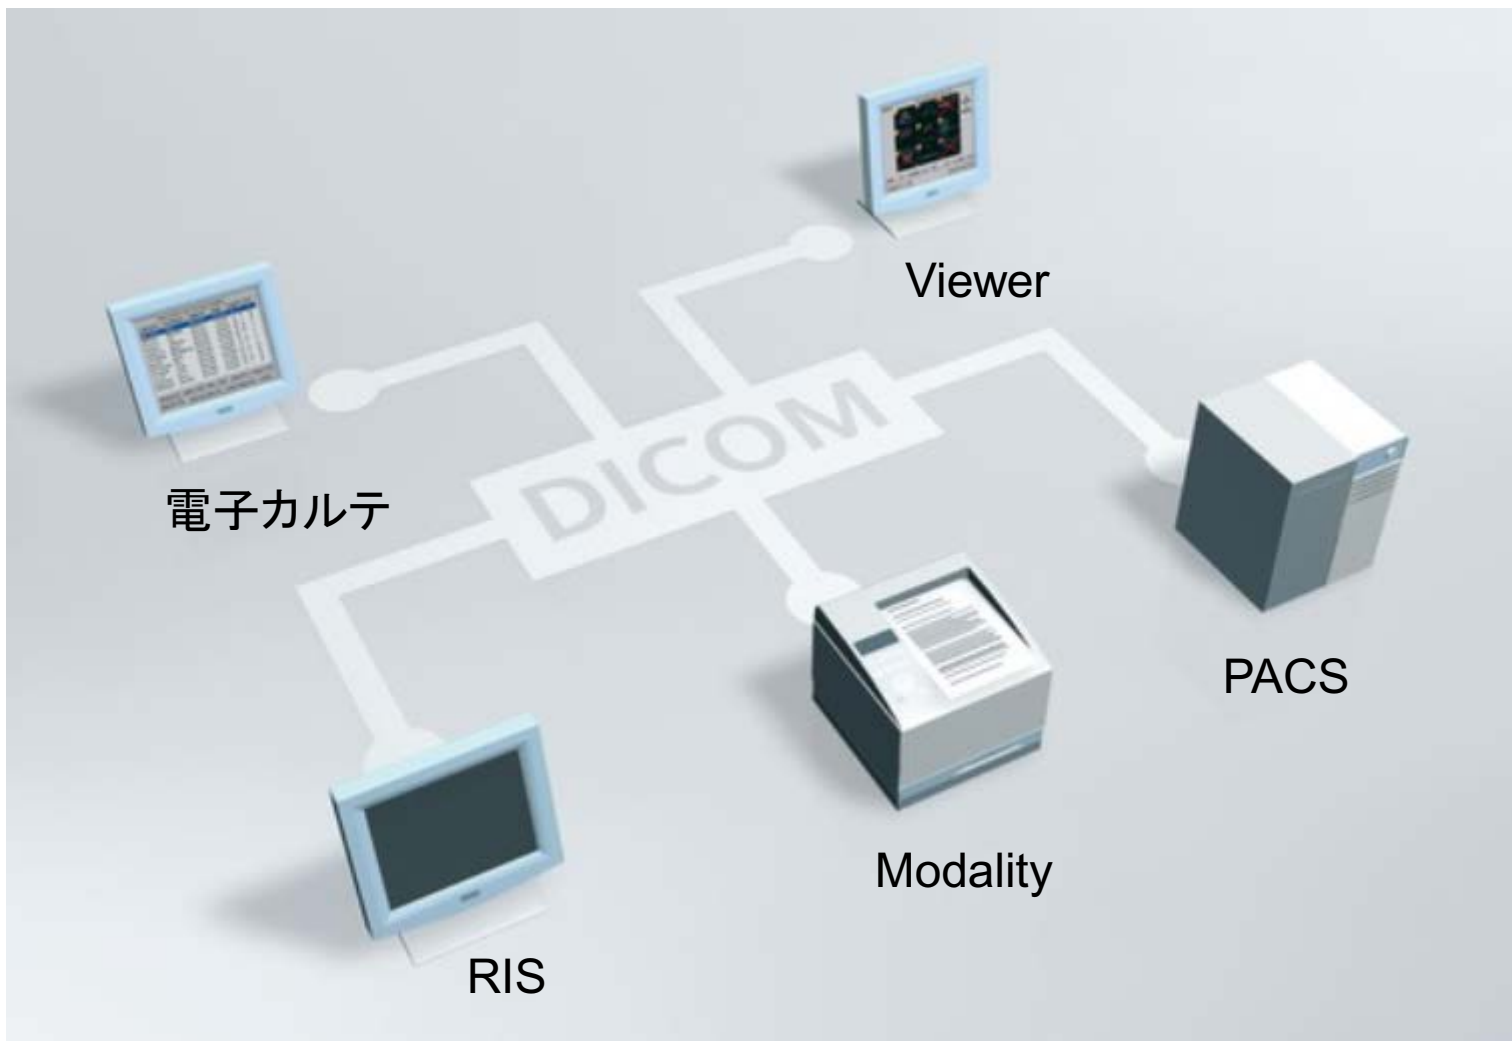 Viewer
電子カルテ
DICOM
PACS
Modality
RIS